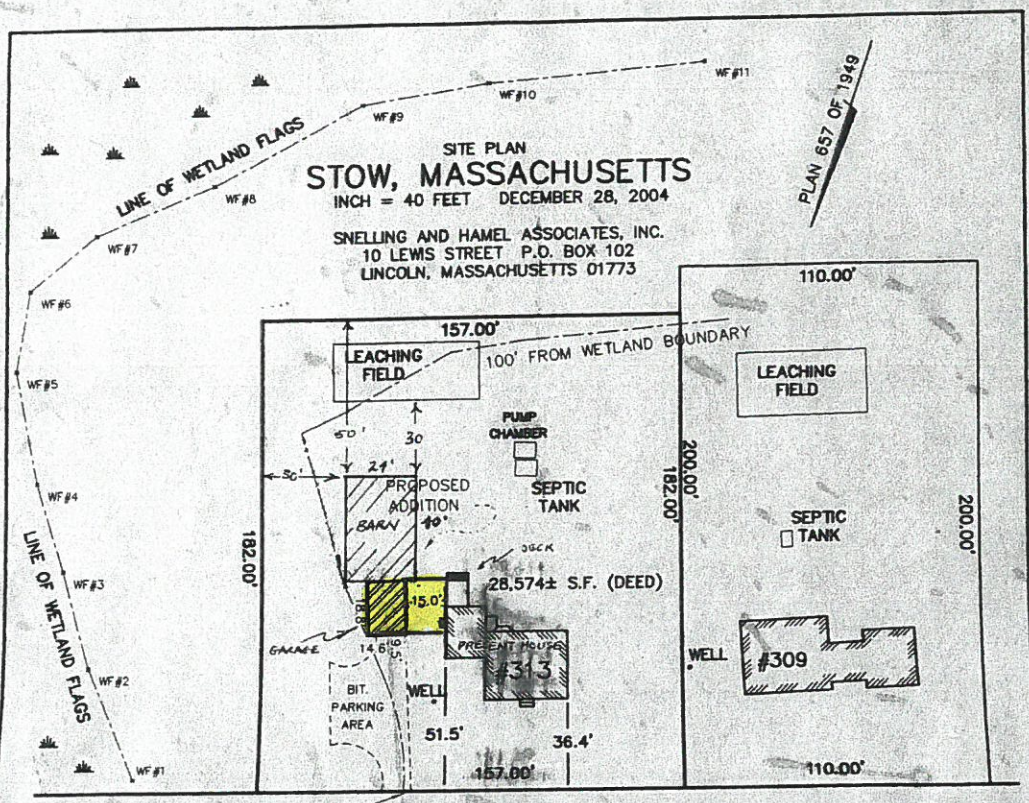 WF#11
WF#10
WF#9
LINE OF WETLAND FLAGS
WF#8
WF#7
WF#6
WF#5
WF#4
WF#3
WF#2
WF#1
LINE OF WETLAND FLAGS
SITE PLAN
STOW, MASSACHUSETTS
INCH = 40 FEET DECEMBER 28, 2004
SNELLING AND HAMEL ASSOCIATES, INC.
10 LEWIS STREET P.O. BOX 102
LINCOLN, MASSACHUSETTS 01773
PLAN 657 OF 1949
157.00'
100' FROM WETLAND BOUNDARY
LEACHING
FIELD
50'
30
50'
24'
PROPOSED
ADDITION
BARN
40'
PUMP
CHAMBER
SEPTIC
TANK
182.00'
182.00'
DECK
28,574± S.F. (DEED)
15.0'
GARAGE
14.6'
9.5
PRESENT HOUSE
#313
BIT.
PARKING
AREA
WELL
51.5'
36.4'
157.00'
110.00'
LEACHING
FIELD
200.00'
200.00'
SEPTIC
TANK
WELL
#309
110.00'